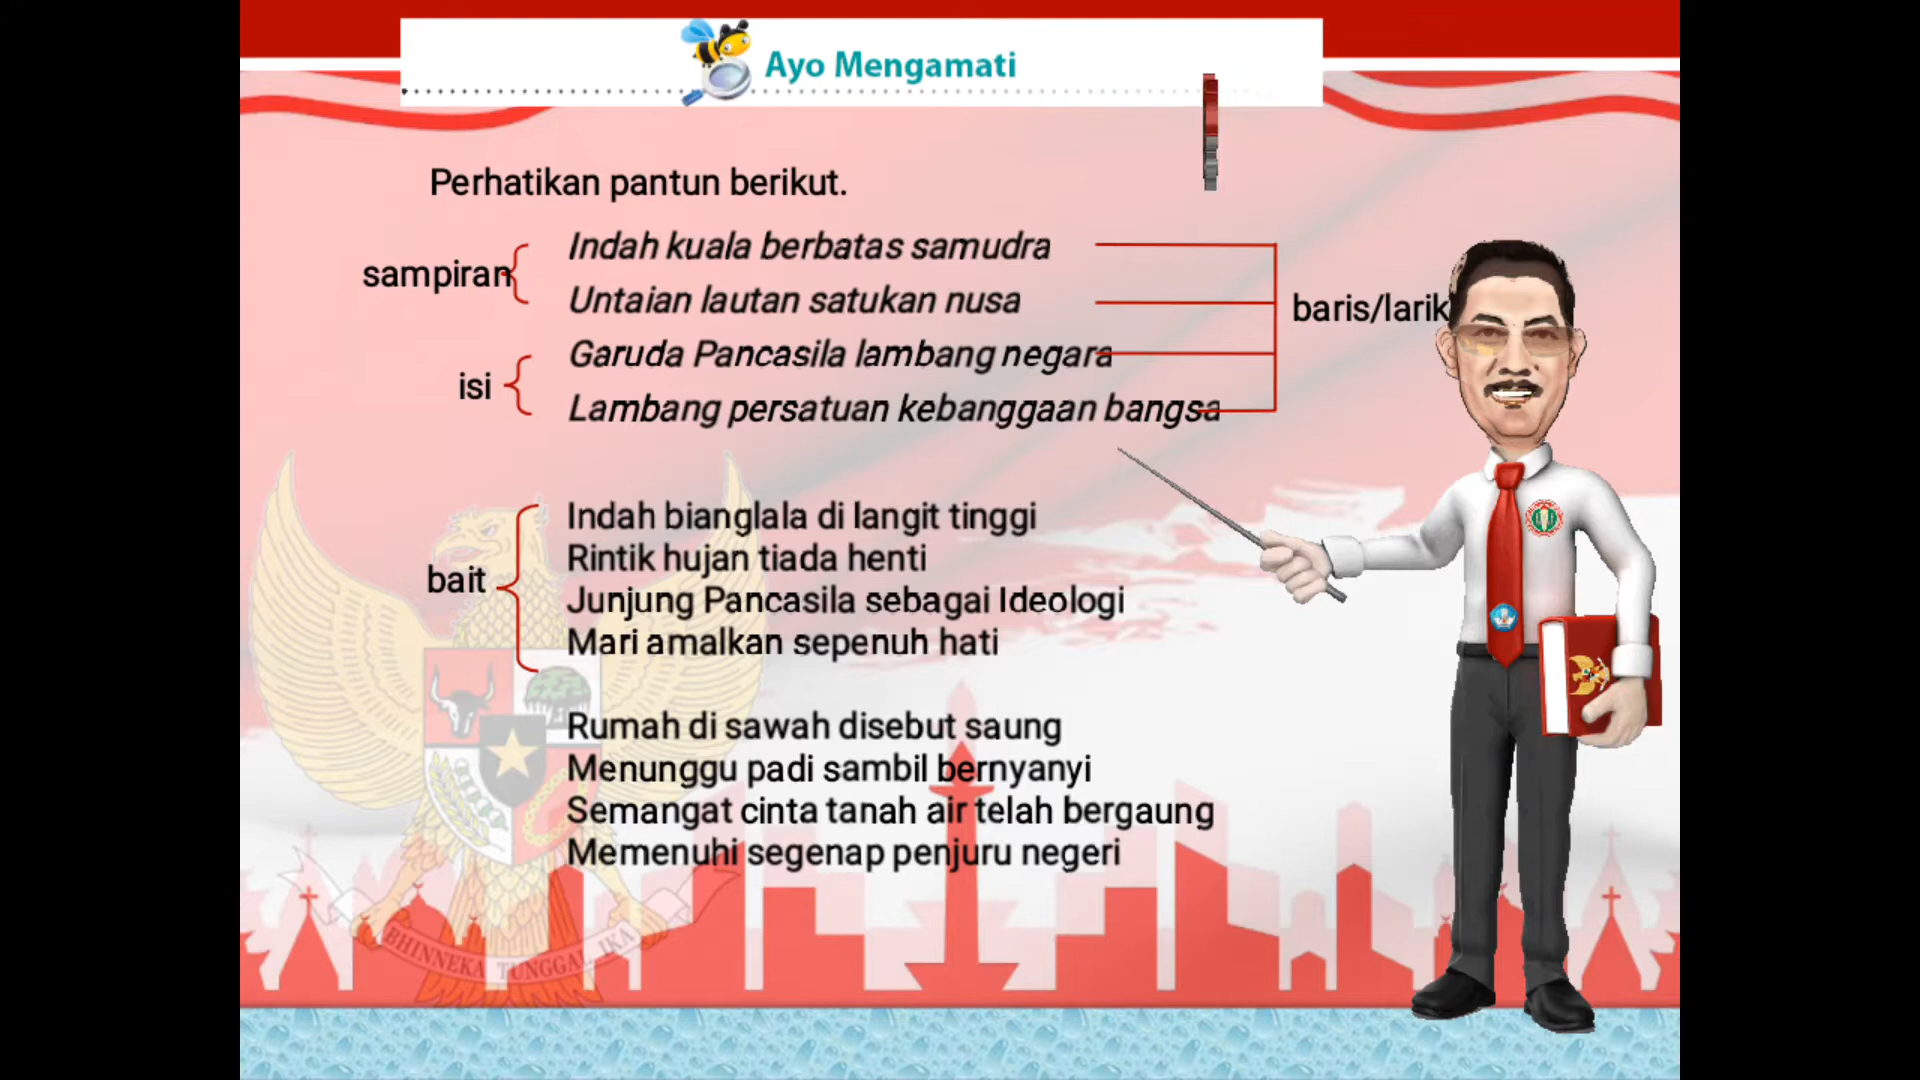 Ayo Mengamati
Perhatikan pantun berikut.
sampiran
Indah kuala berbatas samudra
Untaian lautan satukan nusa
baris/larik
isi
Garuda Pancasila lambang negara
Lambang persatuan kebanggaan bangsa
bait
Indah bianglala di langit tinggi
Rintik hujan tiada henti
Junjung Pancasila sebagai Ideologi
Mari amalkan sepenuh hati
Rumah di sawah disebut saung
Menunggu padi sambil bernyanyi
Semangat cinta tanah air telah bergaung
Memenuhi segenap penjuru negeri
BHINNEKA TUNGGAL IKA